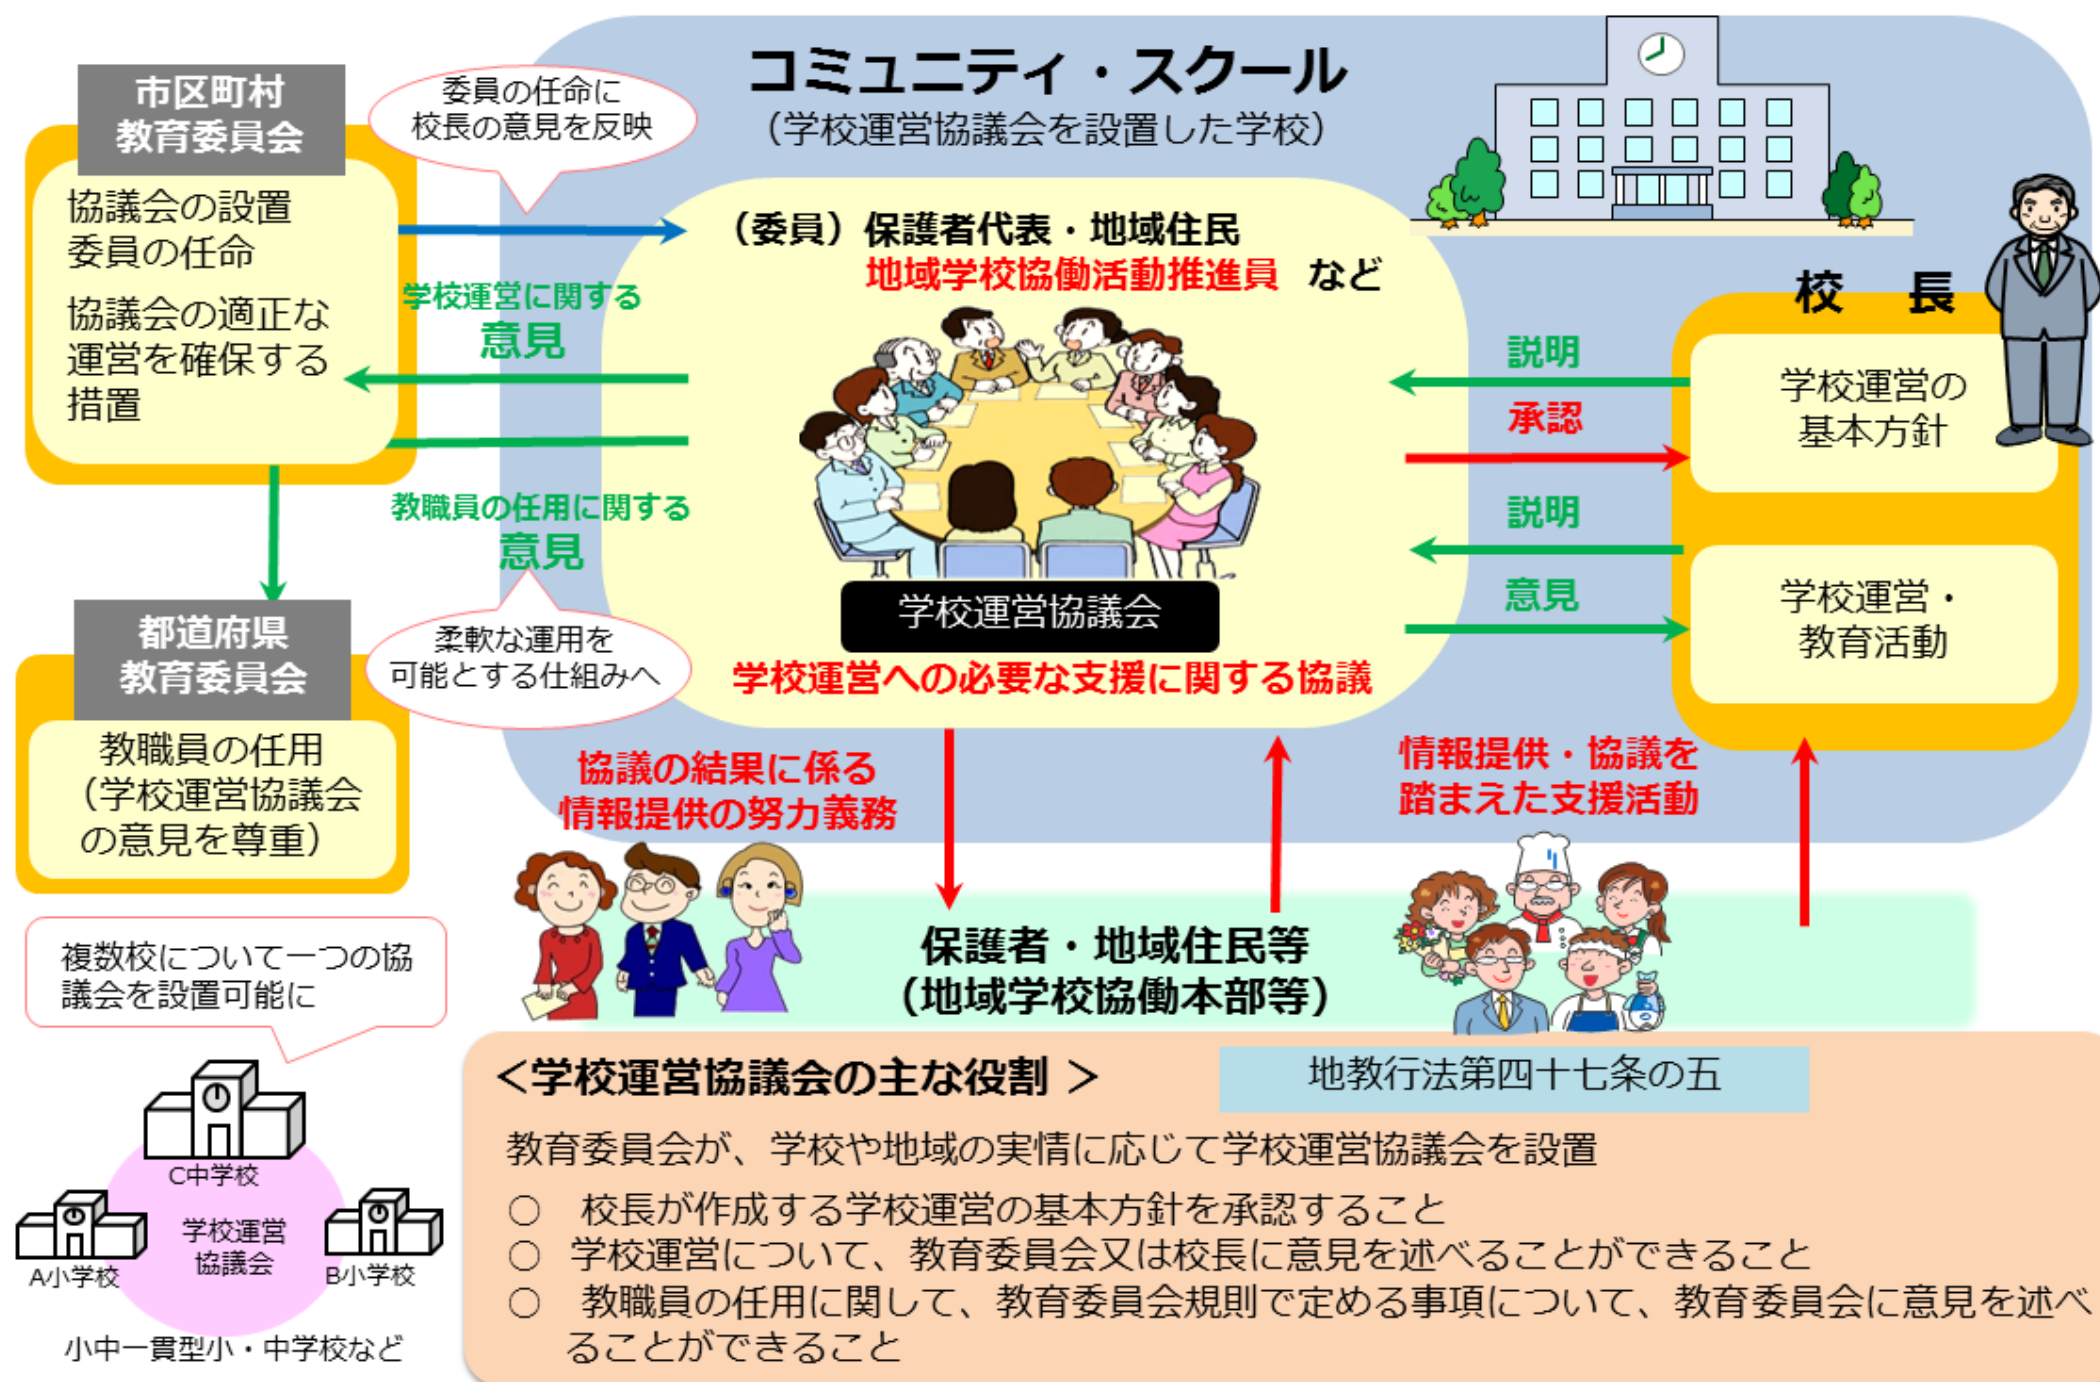 コミュニティ・スクール
（学校運営協議会を設置した学校）
市区町村
教育委員会
協議会の設置
委員の任命
協議会の適正な
運営を確保する
措置
委員の任命に
校長の意見を反映
（委員）保護者代表・地域住民
地域学校協働活動推進員 など
学校運営に関する
意見
教職員の任用に関する
意見
柔軟な運用を
可能とする仕組みへ
学校運営協議会
学校運営への必要な支援に関する協議
校 長
説明
承認
学校運営の
基本方針
説明
意見
学校運営・
教育活動
都道府県
教育委員会
教職員の任用
（学校運営協議会
の意見を尊重）
協議の結果に係る
情報提供の努力義務
情報提供・協議を
踏まえた支援活動
保護者・地域住民等
（地域学校協働本部等）
複数校について一つの協
議会を設置可能に
C中学校
学校運営
協議会
A小学校
B小学校
小中一貫型小・中学校など
＜学校運営協議会の主な役割 ＞
地教行法第四十七条の五
教育委員会が、学校や地域の実情に応じて学校運営協議会を設置
○ 校長が作成する学校運営の基本方針を承認すること
○ 学校運営について、教育委員会又は校長に意見を述べることができること
○ 教職員の任用に関して、教育委員会規則で定める事項について、教育委員会に意見を述べ
ることができること